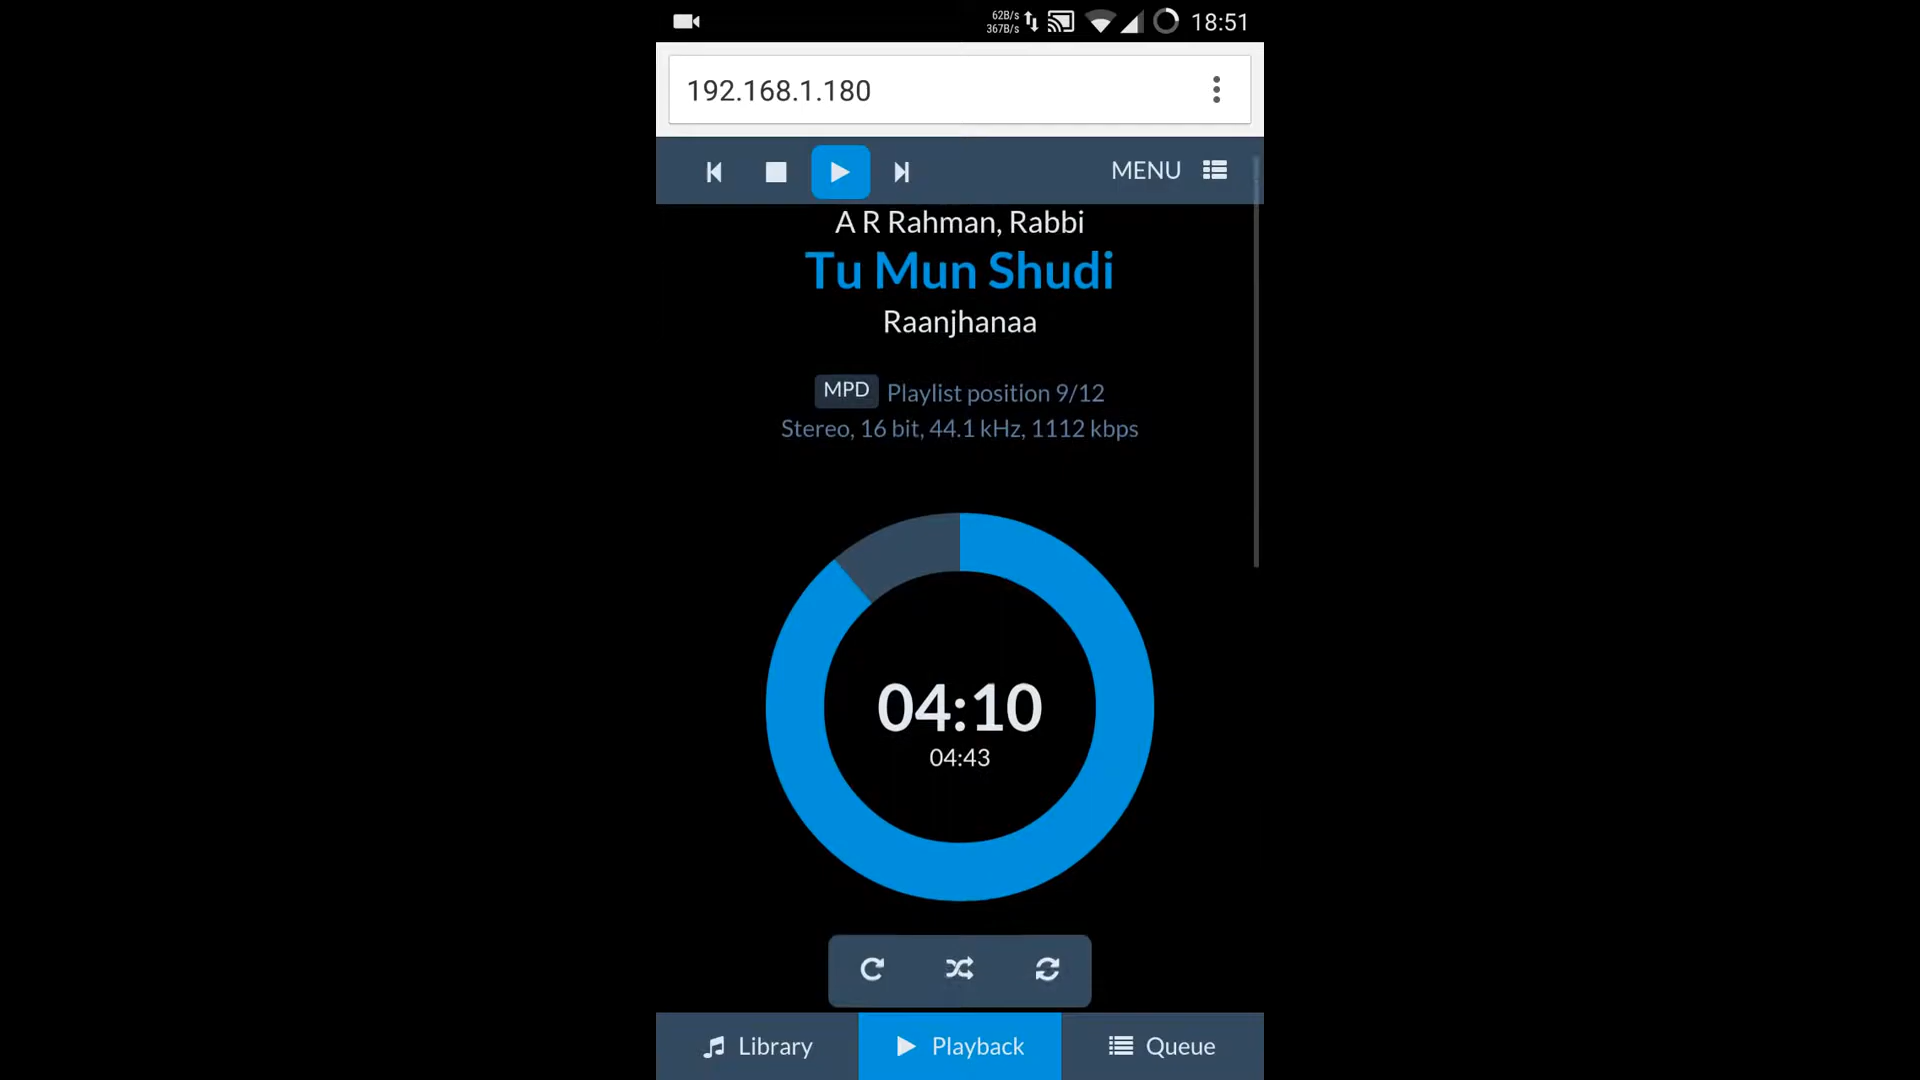 62B/s
367B/s
18:51
192.168.1.180
MENU
A R Rahman, Rabbi
Tu Mun Shudi
Raanjhanaa
MPD Playlist position 9/12
Stereo, 16 bit, 44.1 kHz, 1112 kbps
04:10
04:43
Library Playback Queue